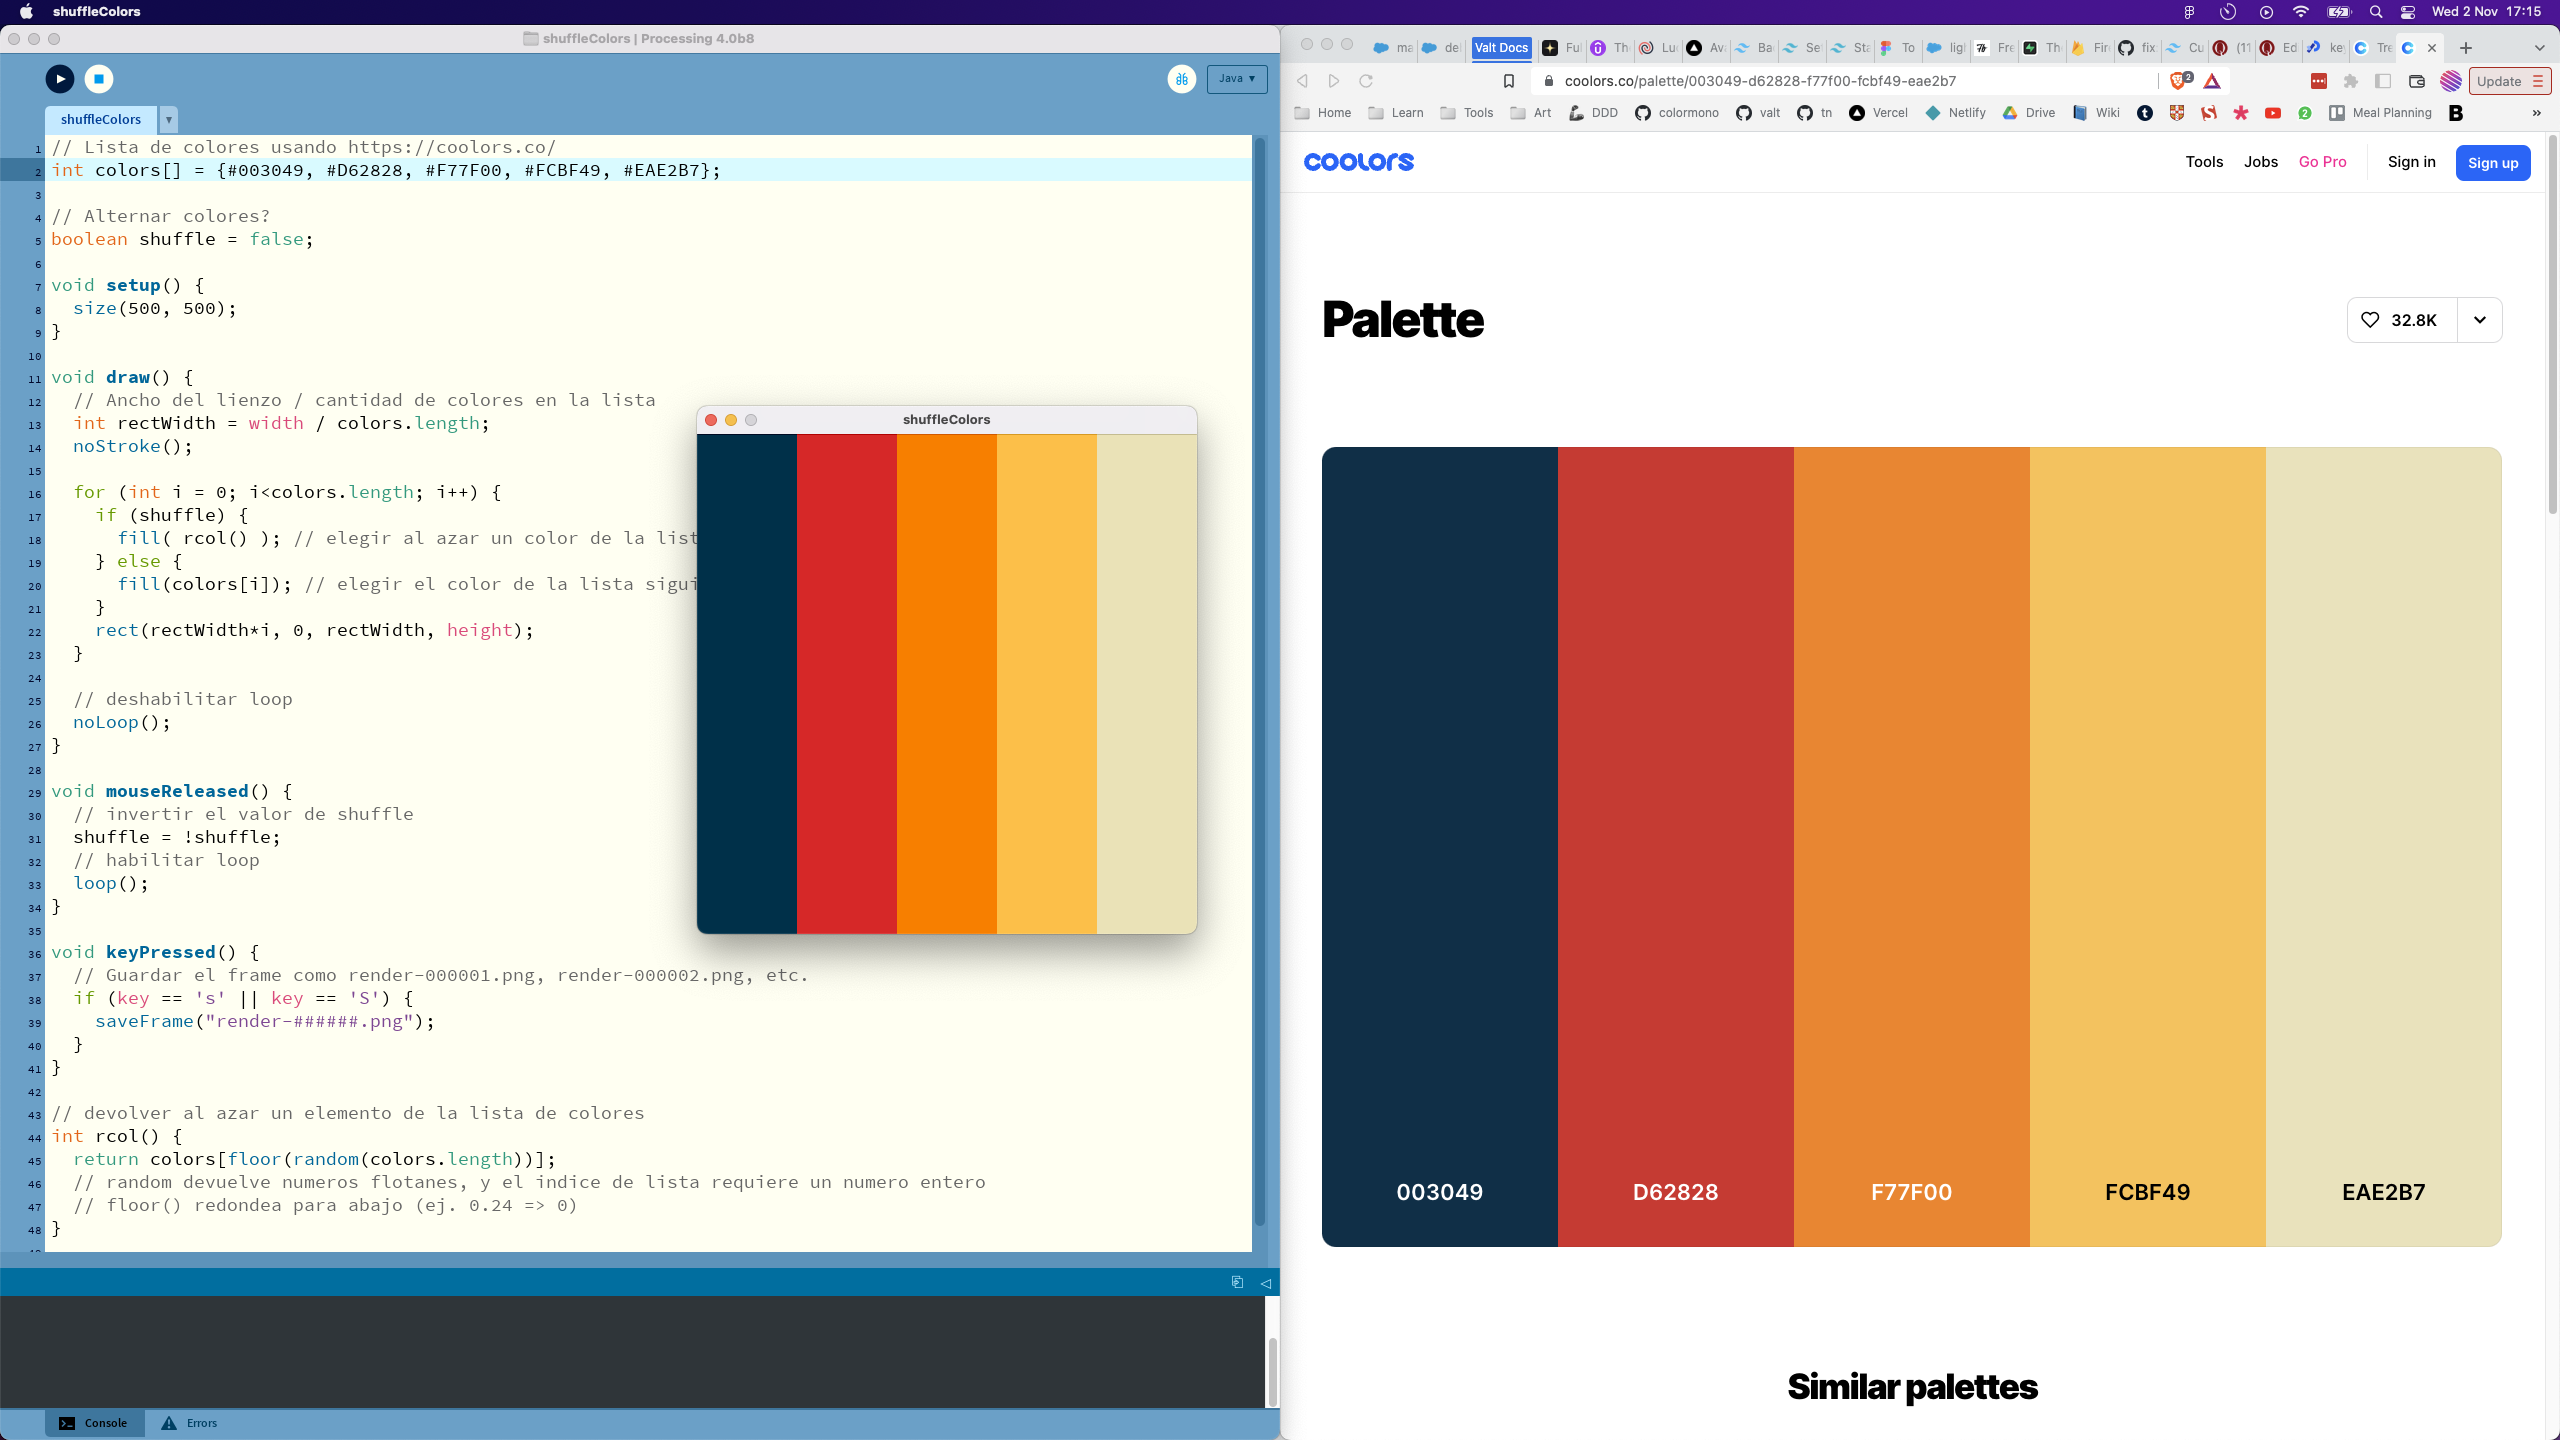 shuffleColors
Wed 2 Nov 17:15
shuffleColors | Processing 4.0b8
Java
shuffleColors
1 // Lista de colores usando https://coolors.co/
2 int colors[] = {#003049, #D62828, #F77F00, #FCBF49, #EAE2B7};
3
4 // Alternar colores?
5 boolean shuffle = false;
6
7 void setup() {
8 size(500, 500);
9 }
10
11 void draw() {
12 // Ancho del lienzo / cantidad de colores en la lista
13 int rectWidth = width / colors.length;
14 noStroke();
15
16 for (int i = 0; i<colors.length; i++) {
17 if (shuffle) {
18 fill( rcol() ); // elegir al azar un color de la list
19 } else {
20 fill(colors[i]); // elegir el color de la lista sigui
21 }
22 rect(rectWidth*i, 0, rectWidth, height);
23 }
24
25 // deshabilitar loop
26 noLoop();
27 }
28
29 void mouseReleased() {
30 // invertir el valor de shuffle
31 shuffle = !shuffle;
32 // habilitar loop
33 loop();
34 }
35
36 void keyPressed() {
37 // Guardar el frame como render-000001.png, render-000002.png, etc.
38 if (key == 's' || key == 'S') {
39 saveFrame("render-######.png");
40 }
41 }
42
43 // devolver al azar un elemento de la lista de colores
44 int rcol() {
45 return colors[floor(random(colors.length))];
46 // random devuelve numeros flotanes, y el indice de lista requiere un numero entero
47 // floor() redondea para abajo (ej. 0.24 => 0)
48 }
Console Errors
shuffleColors
ma de Valt Docs Fu Th Lu Av Ba Se Sta To lig Fre Th Fir fix Cu (11 Ed ke Tre
coolors.co/palette/003049-d62828-f77f00-fcbf49-eae2b7
2
Update
Home Learn Tools Art DDD colormono valt tn Vercel Netlify Drive Wiki Meal Planning B »
coolors
Tools Jobs Go Pro Sign in Sign up
Palette
32.8K
003049 D62828 F77F00 FCBF49 EAE2B7
Similar palettes